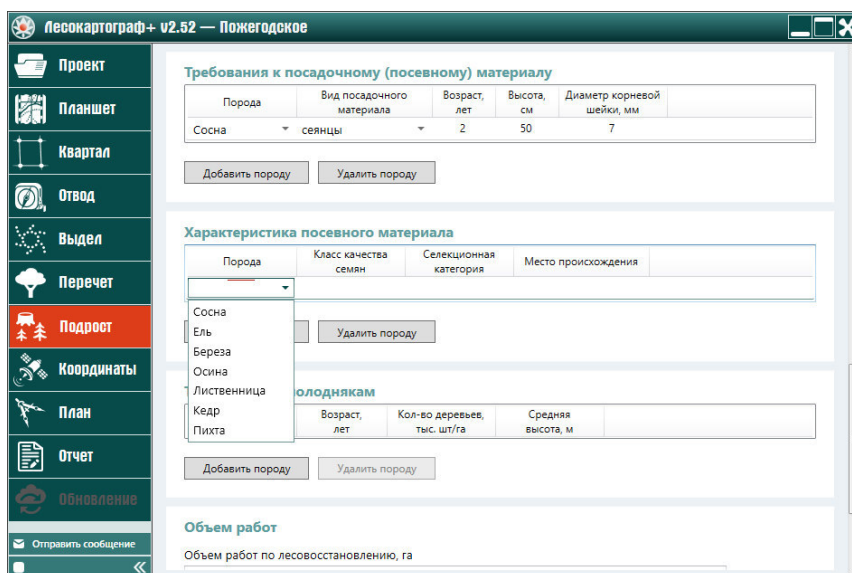 Лесокартограф+ v2.52 — Пожегодское
Проект
Планшет
Квартал
Отвод
Выдел
Перечет
Подрост
Координаты
План
Отчет
Обновление
Отправить сообщение
Требования к посадочному (посевному) материалу
Порода
Вид посадочного
материала
Возраст,
лет
Высота,
см
Диаметр корневой
шейки, мм
Сосна
сеянцы
2
50
7
Добавить породу
Удалить породу
Характеристика посевного материала
Порода
Класс качества
семян
Селекционная
категория
Место происхождения
Сосна
Ель
Береза
Осина
Лиственница
Кедр
Пихта
Удалить породу
олоднякам
Возраст,
лет
Кол-во деревьев,
тыс. шт/га
Средняя
высота, м
Добавить породу
Удалить породу
Объем работ
Объем работ по лесовосстановлению, га